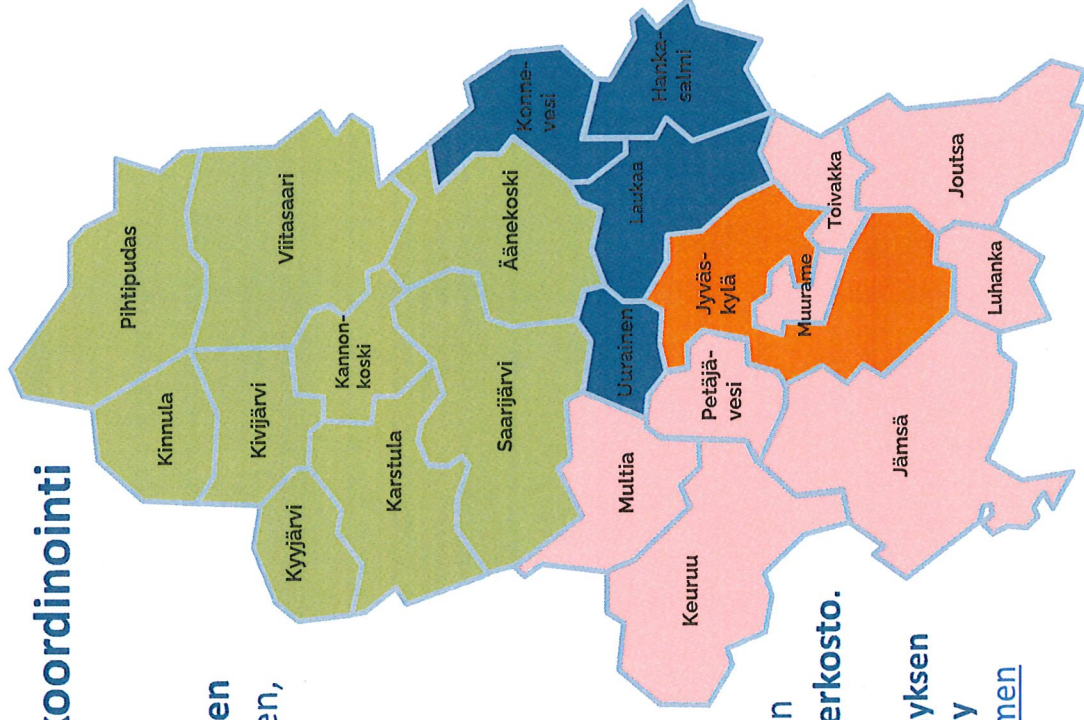 koordinointi
en
en,
n
erkosto.
yksen
y
nen
Pihtipudas
Kinnula
Viitasaari
Kivijärvi
Kyyjärvi
Kannon-
koski
Karstula
Konne-
vesi
Äänekoski
Saarijärvi
Hanka-
salmi
Laukaa
Uurainen
Multia
Jyväs-
kylä
Petäjä-
vesi
Toivakka
Muurame
Keuruu
Joutsa
Luhanka
Jämsä